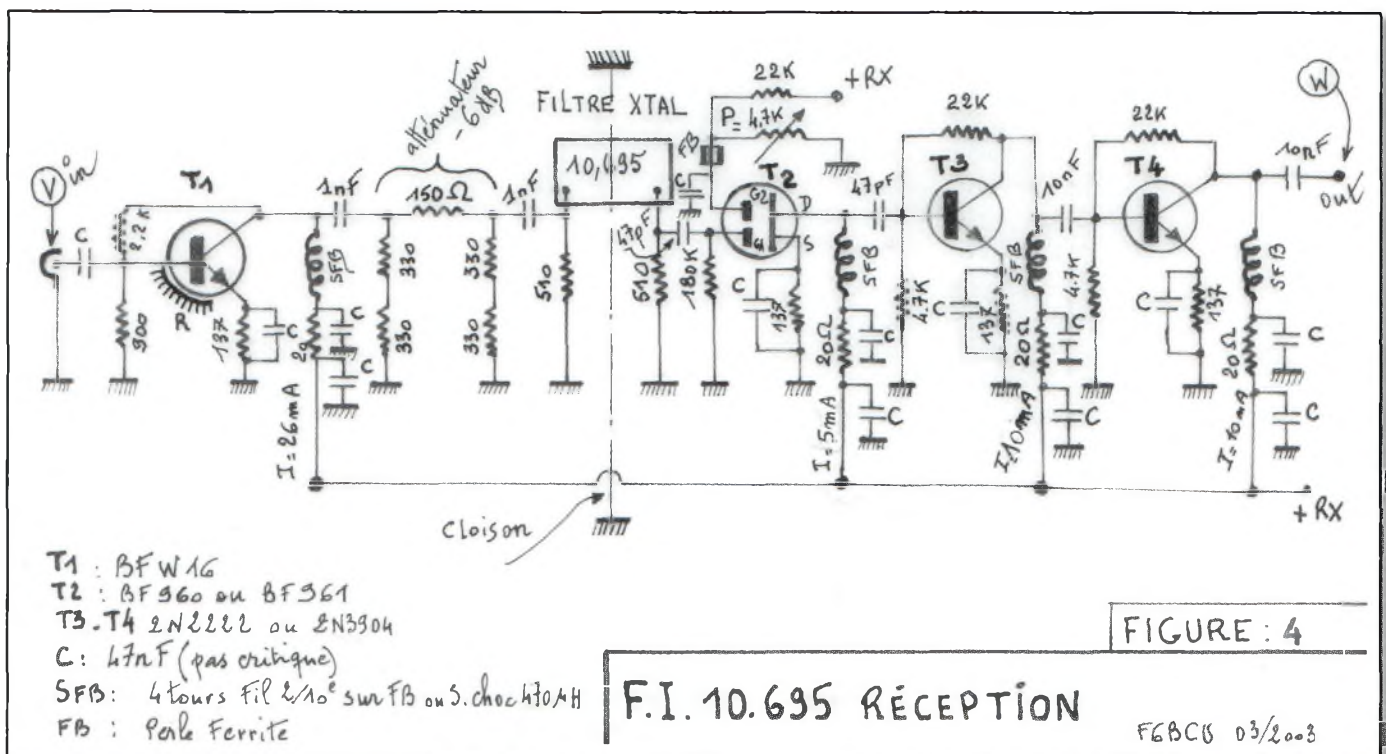 atténuateur
- 6 dB
FILTRE XTAL
22K
+ RX
P= 4.7K
FB
W
V in
T1
2,2K
C
1nF
150Ω
1nF
10,695
C
G2
T2
D
G1
S
47pF
47pF
22K
T3
10nF
22K
T4
10nF
out
300
R
137
C
SFB
20
C
C
330
330
330
330
510
510
180K
C
137
SFB
20Ω
C
C
4.7K
C
137
SFB
20Ω
C
C
4.7K
C
137
SFB
20Ω
C
C
I=26mA
I=5mA
I=10mA
I=10mA
cloison
+ RX
T1 : BFW16
T2 : BF960 ou BF961
T3.T4 2N2222 ou 2N3904
C: 47nF (pas critique)
SFB: 4 tours Fil 2/10e sur FB ou S.choc 470µH
FB : Perle Ferrite
FIGURE : 4
F.I. 10.695 RÉCEPTION
F6BCU 03/2003